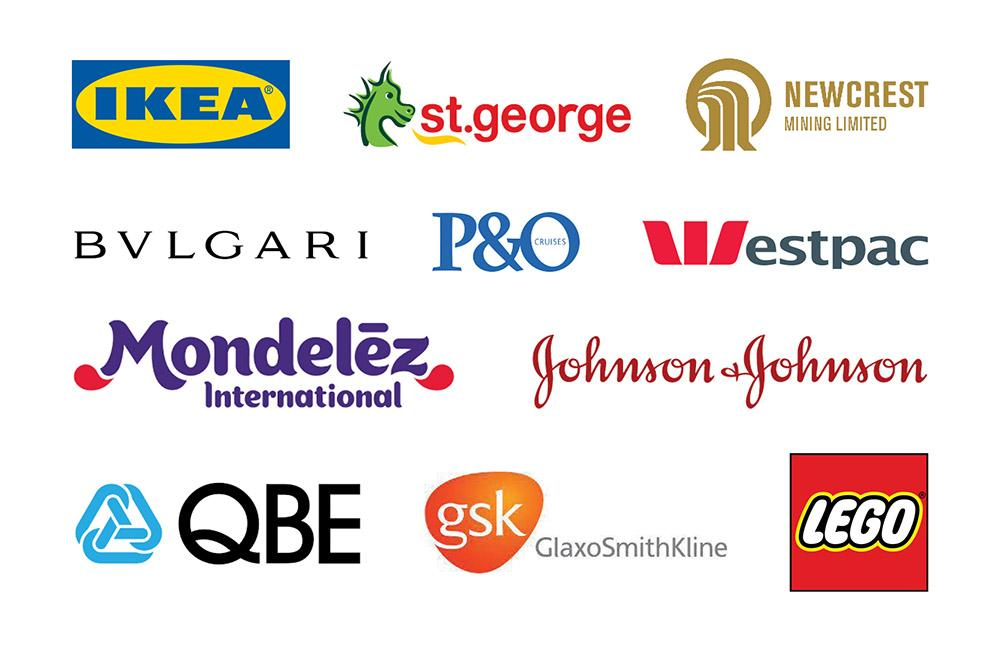 IKEA®
st.george
NEWCREST
MINING LIMITED
BVLGARI
P&O
CRUISES
Westpac
Mondelēz
International
Johnson & Johnson
QBE
gsk
GlaxoSmithKline
LEGO®